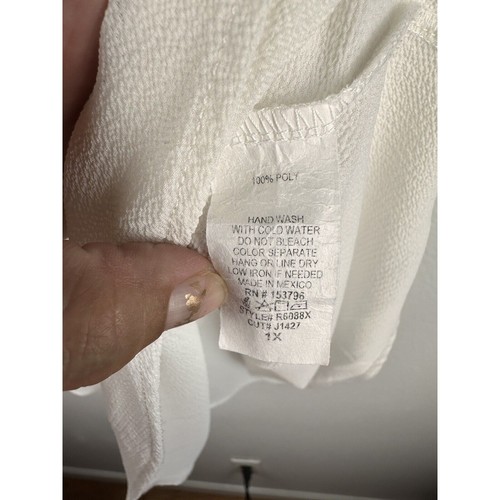 100% POLY
HAND WASH
WITH COLD WATER
DO NOT BLEACH
COLOR SEPARATE
HANG OR LINE DRY
LOW IRON IF NEEDED
MADE IN MEXICO
RN # 153796
STYLE# R6088X
CUT# J1427
1X